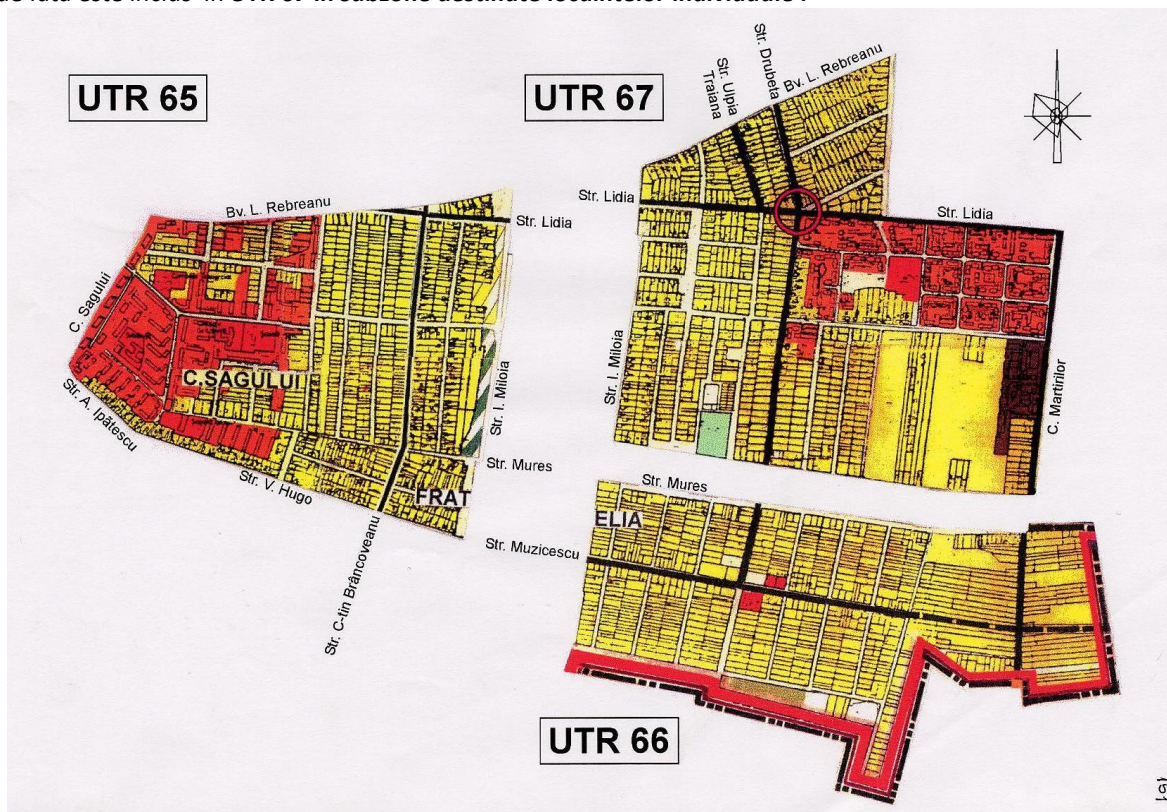 UTR 65
UTR 67
Str. Ulpia
Traiana
Str. Drubeta
Bv. L. Rebreanu
Str. Lidia
Str. Lidia
Bv. L. Rebreanu
Str. Lidia
C. Sagului
C.SAGULUI
Str. I. Miloia
Str. I. Miloia
C. Martirilor
Str. A. Ipătescu
Str. V. Hugo
Str. Mures
FRAT
Str. C-tin Brâncoveanu
Str. Mures
ELIA
Str. Muzicescu
UTR 66